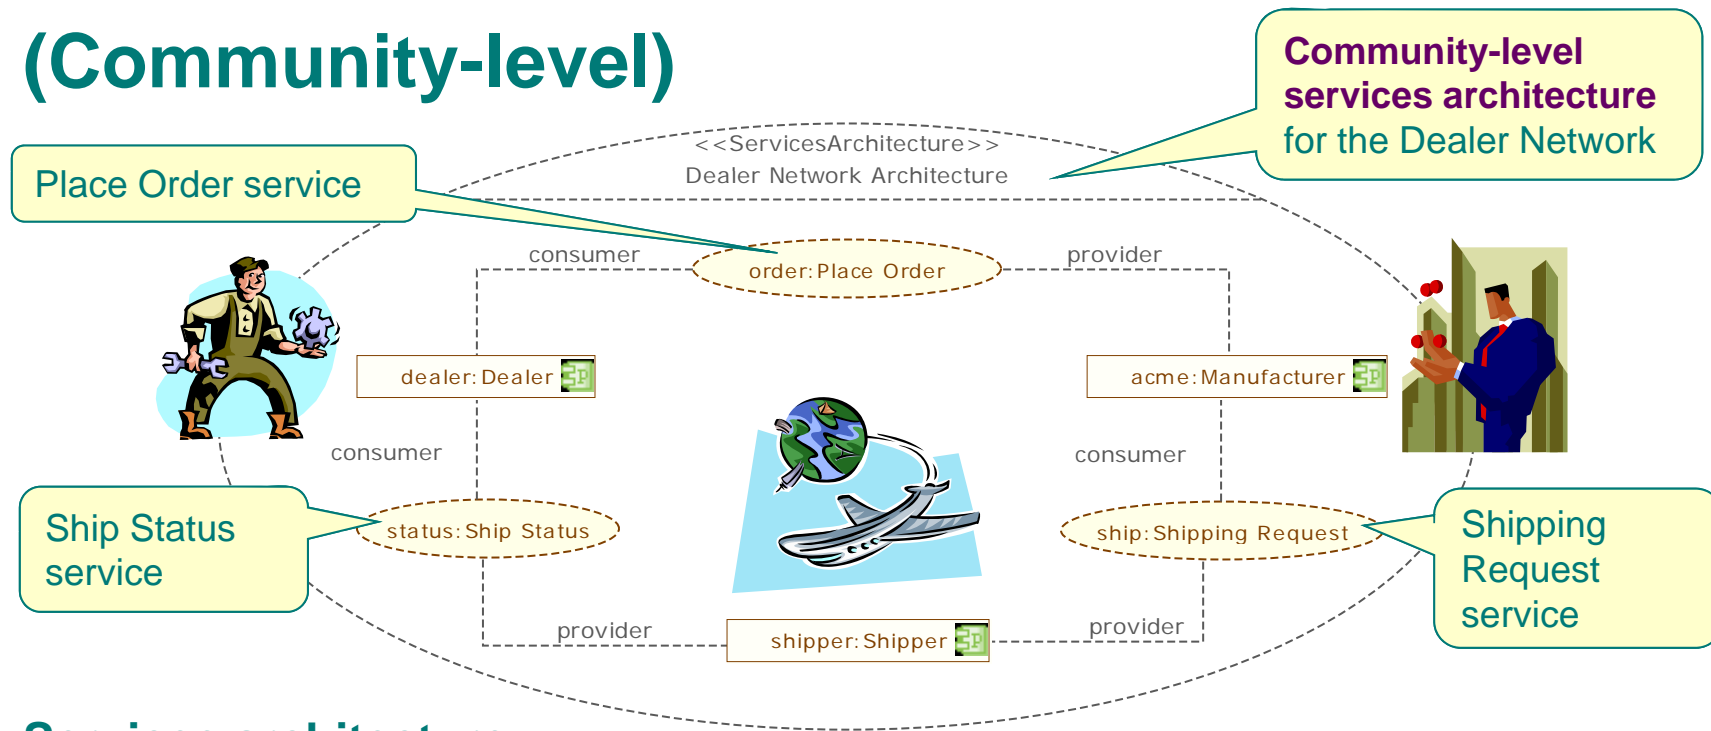 (Community-level)
Community-level
services architecture
for the Dealer Network
<<ServicesArchitecture>>
Dealer Network Architecture
Place Order service
consumer
order:Place Order
provider
dealer:Dealer
acme:Manufacturer
consumer
consumer
Ship Status
service
status:Ship Status
ship:Shipping Request
Shipping
Request
service
provider
shipper:Shipper
provider